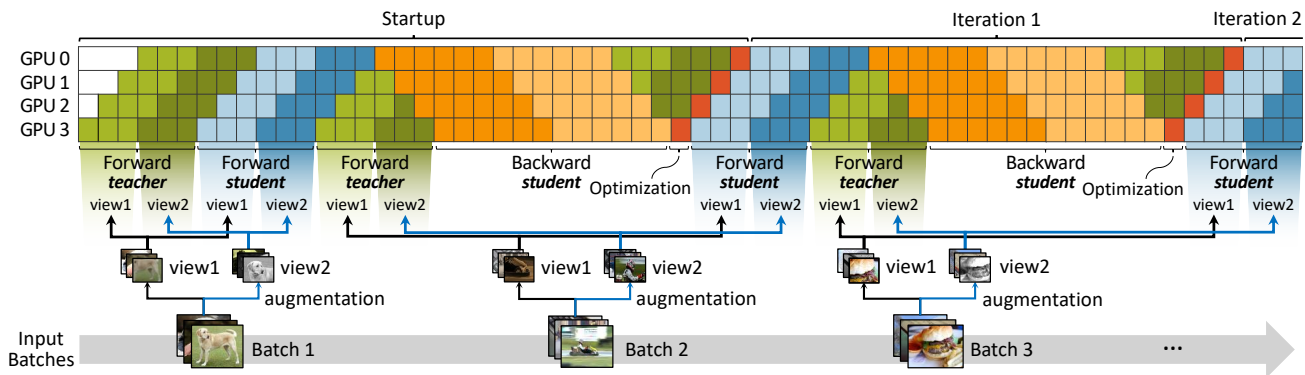 Startup
Iteration 1
Iteration 2
GPU 0
GPU 1
GPU 2
GPU 3
Forward
teacher
view1
view2
Forward
student
view1
view2
Forward
teacher
view1
view2
Backward
student
Optimization
Forward
student
view1
view2
Forward
teacher
view1
view2
Backward
student
Optimization
Forward
student
view1
view2
view1
view2
augmentation
view1
view2
augmentation
view1
view2
augmentation
Input
Batches
Batch 1
Batch 2
Batch 3
...